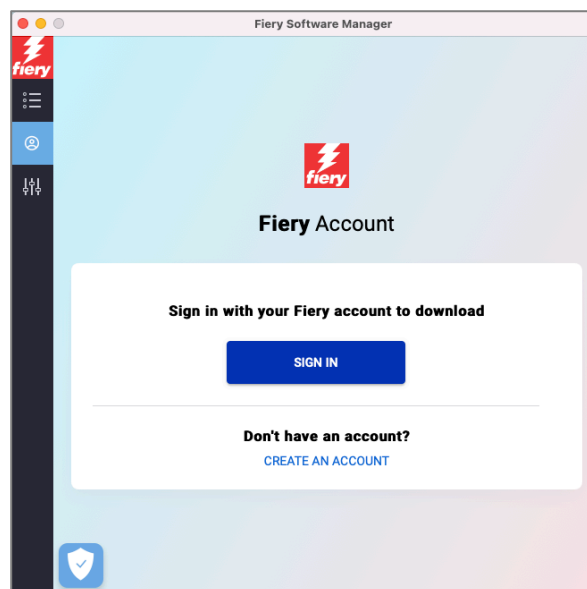 Fiery Software Manager
fiery
fiery
Fiery Account
Sign in with your Fiery account to download
SIGN IN
Don't have an account?
CREATE AN ACCOUNT